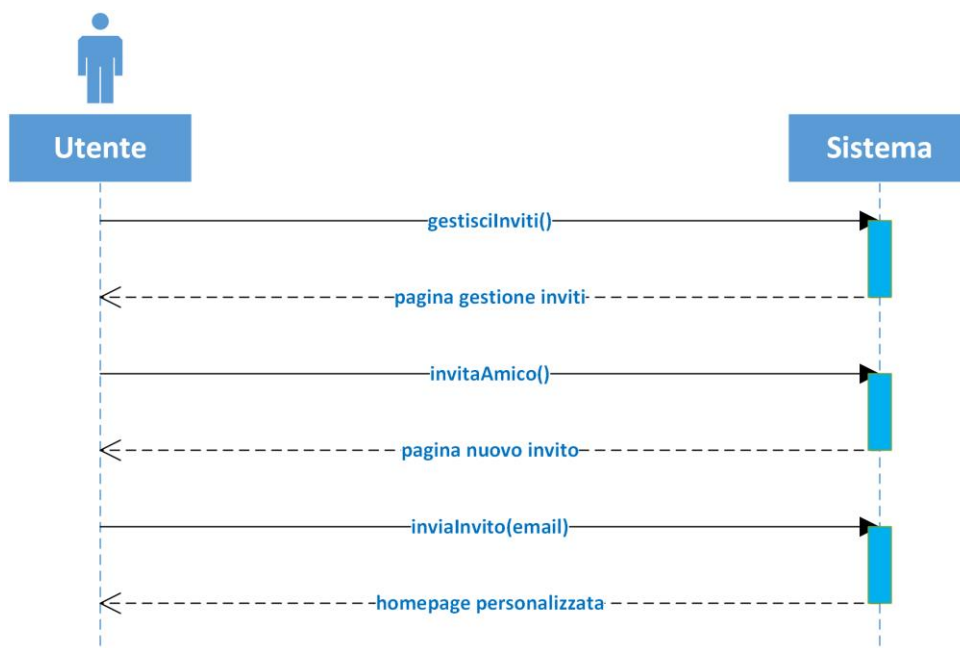 Utente
Sistema
gestisciInviti()
pagina gestione inviti
invitaAmico()
pagina nuovo invito
inviaInvito(email)
homepage personalizzata